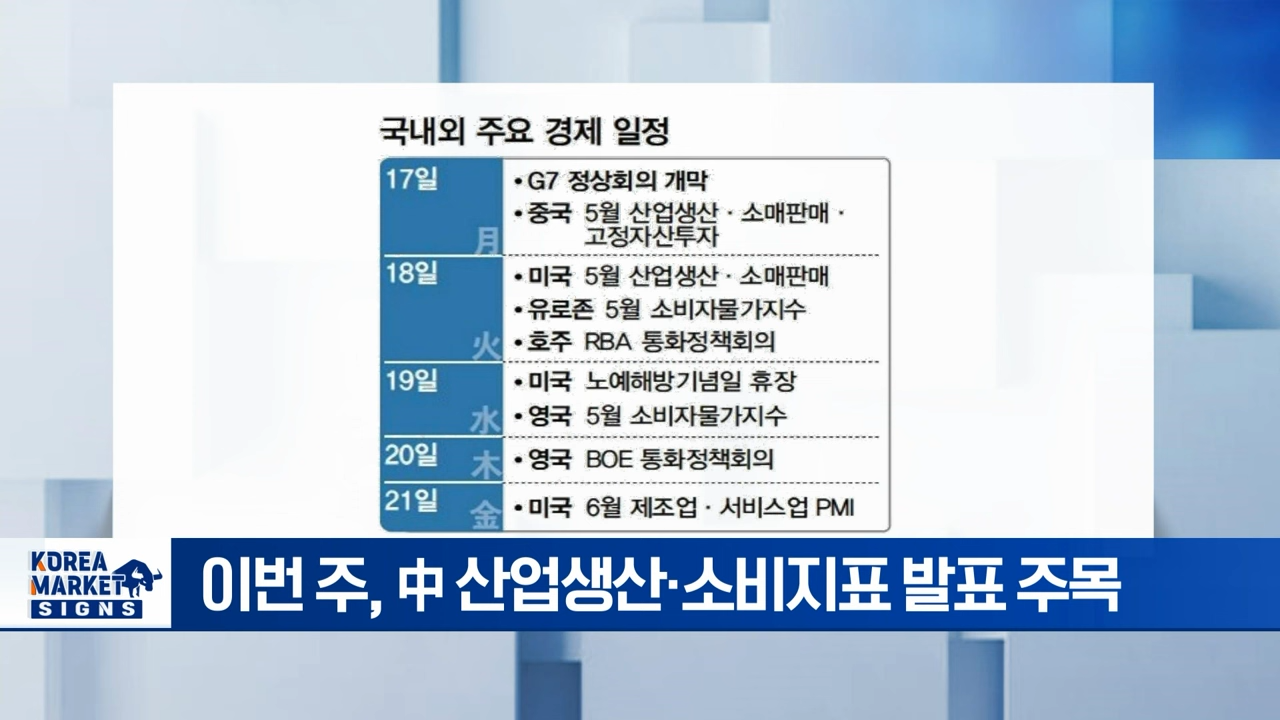 국내외 주요 경제 일정
17일
月
• G7 정상회의 개막
• 중국 5월 산업생산 · 소매판매 ·
고정자산투자
18일
火
• 미국 5월 산업생산 · 소매판매
• 유로존 5월 소비자물가지수
• 호주 RBA 통화정책회의
19일
水
• 미국 노예해방기념일 휴장
• 영국 5월 소비자물가지수
20일
木
• 영국 BOE 통화정책회의
21일
金
• 미국 6월 제조업 · 서비스업 PMI
KOREA
MARKET
SIGNS
이번 주, 中 산업생산·소비지표 발표 주목